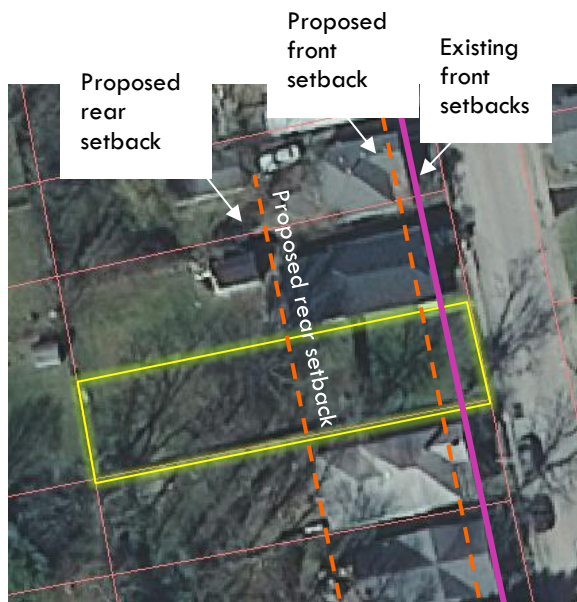 Proposed
rear
setback
Proposed
front
setback
Existing
front
setbacks
Proposed rear setback